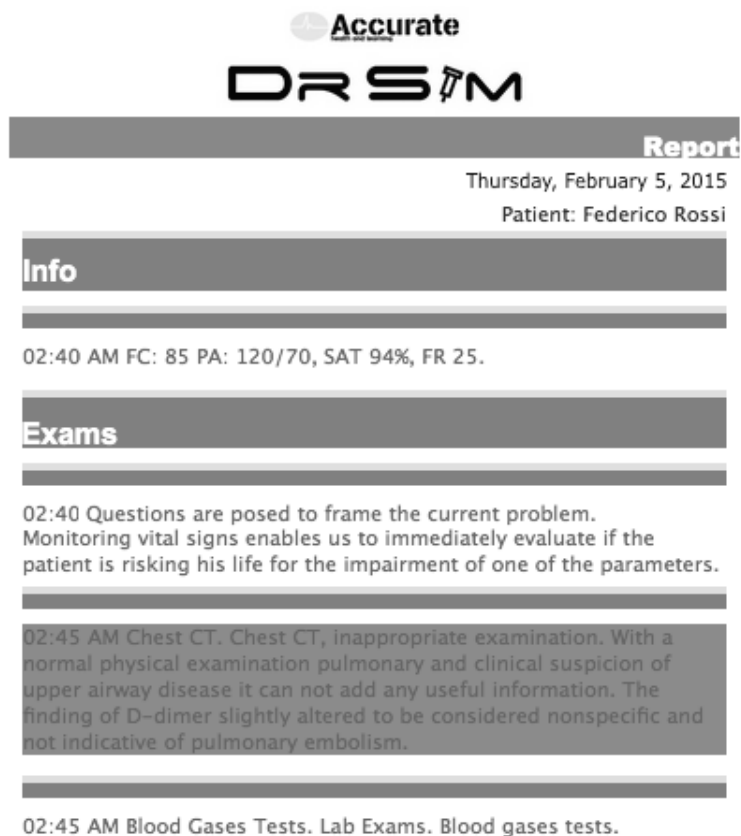 Accurate
health and learning
DR SIM
Report
Thursday, February 5, 2015
Patient: Federico Rossi
Info
02:40 AM FC: 85 PA: 120/70, SAT 94%, FR 25.
Exams
02:40 Questions are posed to frame the current problem.
Monitoring vital signs enables us to immediately evaluate if the
patient is risking his life for the impairment of one of the parameters.
02:45 AM Chest CT. Chest CT, inappropriate examination. With a
normal physical examination pulmonary and clinical suspicion of
upper airway disease it can not add any useful information. The
finding of D-dimer slightly altered to be considered nonspecific and
not indicative of pulmonary embolism.
02:45 AM Blood Gases Tests. Lab Exams. Blood gases tests.